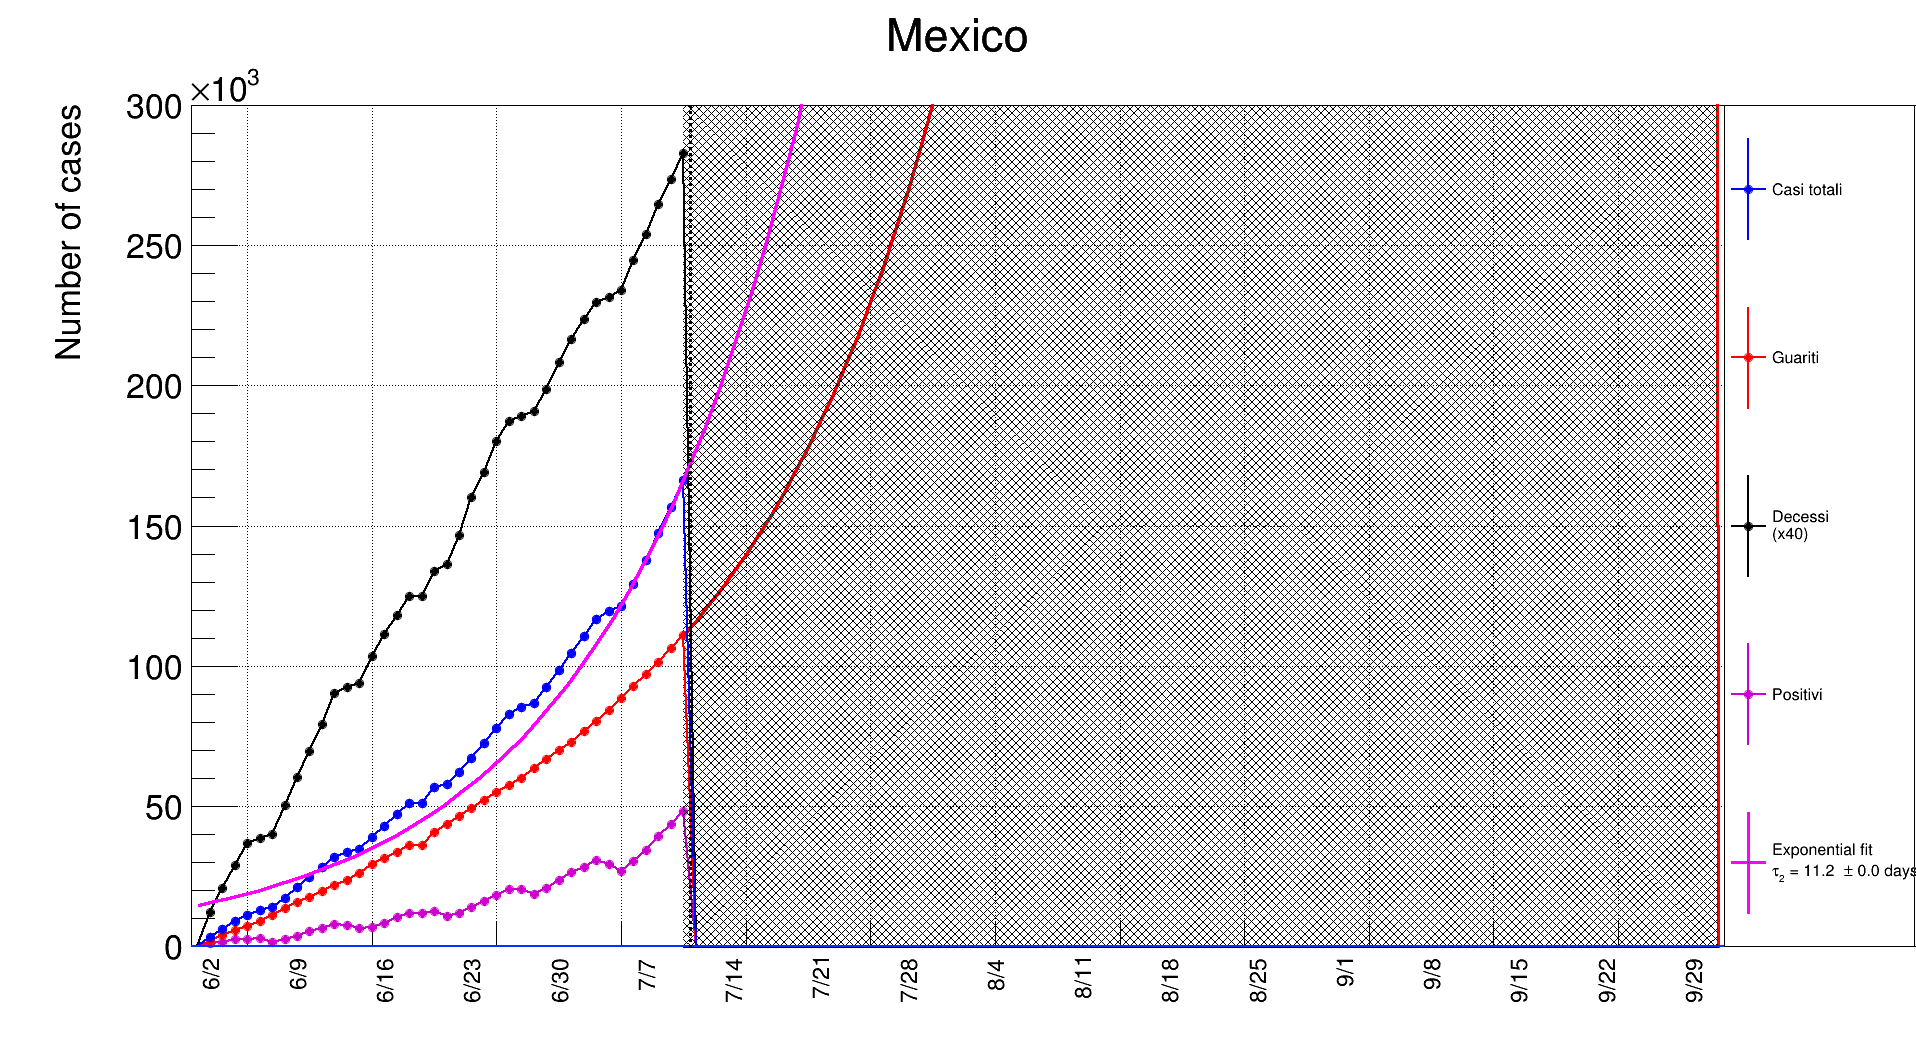 Mexico
×10³
Number of cases
300
250
200
150
100
50
0
6/2
6/9
6/16
6/23
6/30
7/7
7/14
7/21
7/28
8/4
8/11
8/18
8/25
9/1
9/8
9/15
9/22
9/29
Casi totali
Guariti
Decessi
(x40)
Positivi
Exponential fit
τ₂ = 11.2 ± 0.0 days